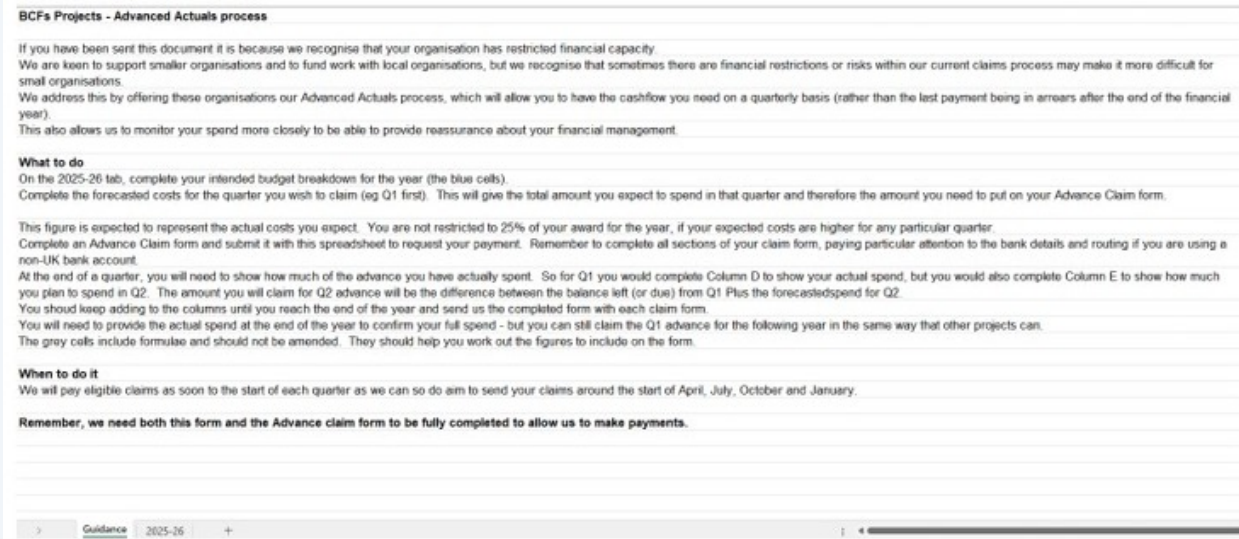 BCFs Projects - Advanced Actuals process
If you have been sent this document it is because we recognise that your organisation has restricted financial capacity.
We are keen to support smaller organisations and to fund work with local organisations, but we recognise that sometimes there are financial restrictions or risks within our current claims process may make it more difficult for
small organisations.
We address this by offering these organisations our Advanced Actuals process, which will allow you to have the cashflow you need on a quarterly basis (rather than the last payment being in arrears after the end of the financial
year).
This also allows us to monitor your spend more closely to be able to provide reassurance about your financial management.
What to do
On the 2025-26 tab, complete your intended budget breakdown for the year (the blue cells).
Complete the forecasted costs for the quarter you wish to claim (eg Q1 first). This will give the total amount you expect to spend in that quarter and therefore the amount you need to put on your Advance Claim form.
This figure is expected to represent the actual costs you expect. You are not restricted to 25% of your award for the year, if your expected costs are higher for any particular quarter.
Complete an Advance Claim form and submit it with this spreadsheet to request your payment. Remember to complete all sections of your claim form, paying particular attention to the bank details and routing if you are using a
non-UK bank account.
At the end of a quarter, you will need to show how much of the advance you have actually spent. So for Q1 you would complete Column D to show your actual spend, but you would also complete Column E to show how much
you plan to spend in Q2. The amount you will claim for Q2 advance will be the difference between the balance left (or due) from Q1 Plus the forecastedspend for Q2.
You shoud keep adding to the columns until you reach the end of the year and send us the completed form with each claim form.
You will need to provide the actual spend at the end of the year to confirm your full spend - but you can still claim the Q1 advance for the following year in the same way that other projects can.
The grey cells include formulae and should not be amended. They should help you work out the figures to include on the form.
When to do it
We will pay eligible claims as soon to the start of each quarter as we can so do aim to send your claims around the start of April, July, October and January.
Remember, we need both this form and the Advance claim form to be fully completed to allow us to make payments.
Guidance 2025-26 +